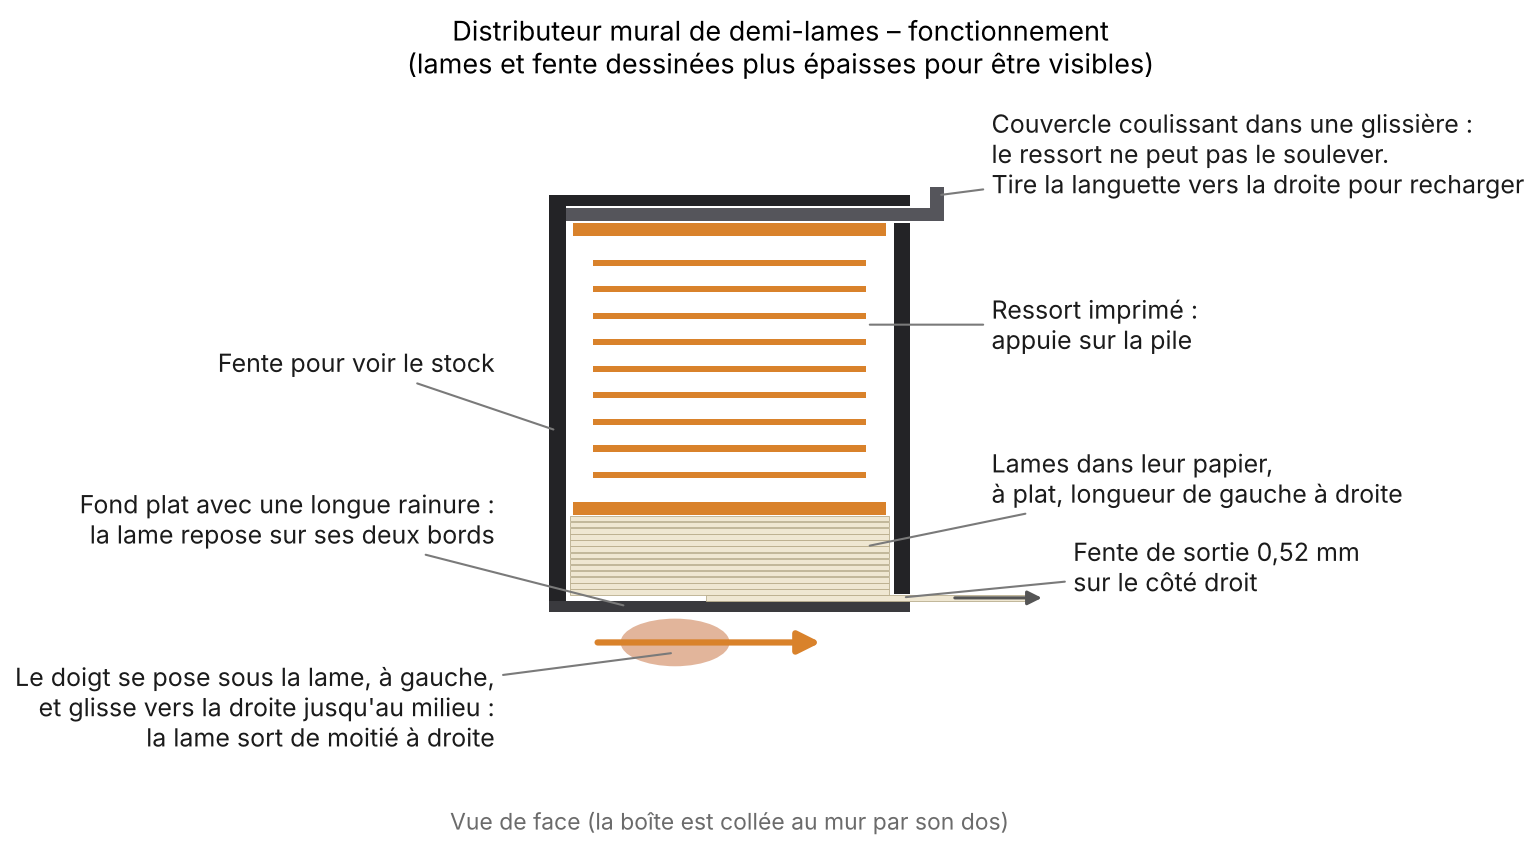 Distributeur mural de demi-lames – fonctionnement
(lames et fente dessinées plus épaisses pour être visibles)
Couvercle coulissant dans une glissière :
le ressort ne peut pas le soulever.
Tire la languette vers la droite pour recharger
Ressort imprimé :
appuie sur la pile
Fente pour voir le stock
Lames dans leur papier,
à plat, longueur de gauche à droite
Fond plat avec une longue rainure :
la lame repose sur ses deux bords
Fente de sortie 0,52 mm
sur le côté droit
Le doigt se pose sous la lame, à gauche,
et glisse vers la droite jusqu'au milieu :
la lame sort de moitié à droite
Vue de face (la boîte est collée au mur par son dos)